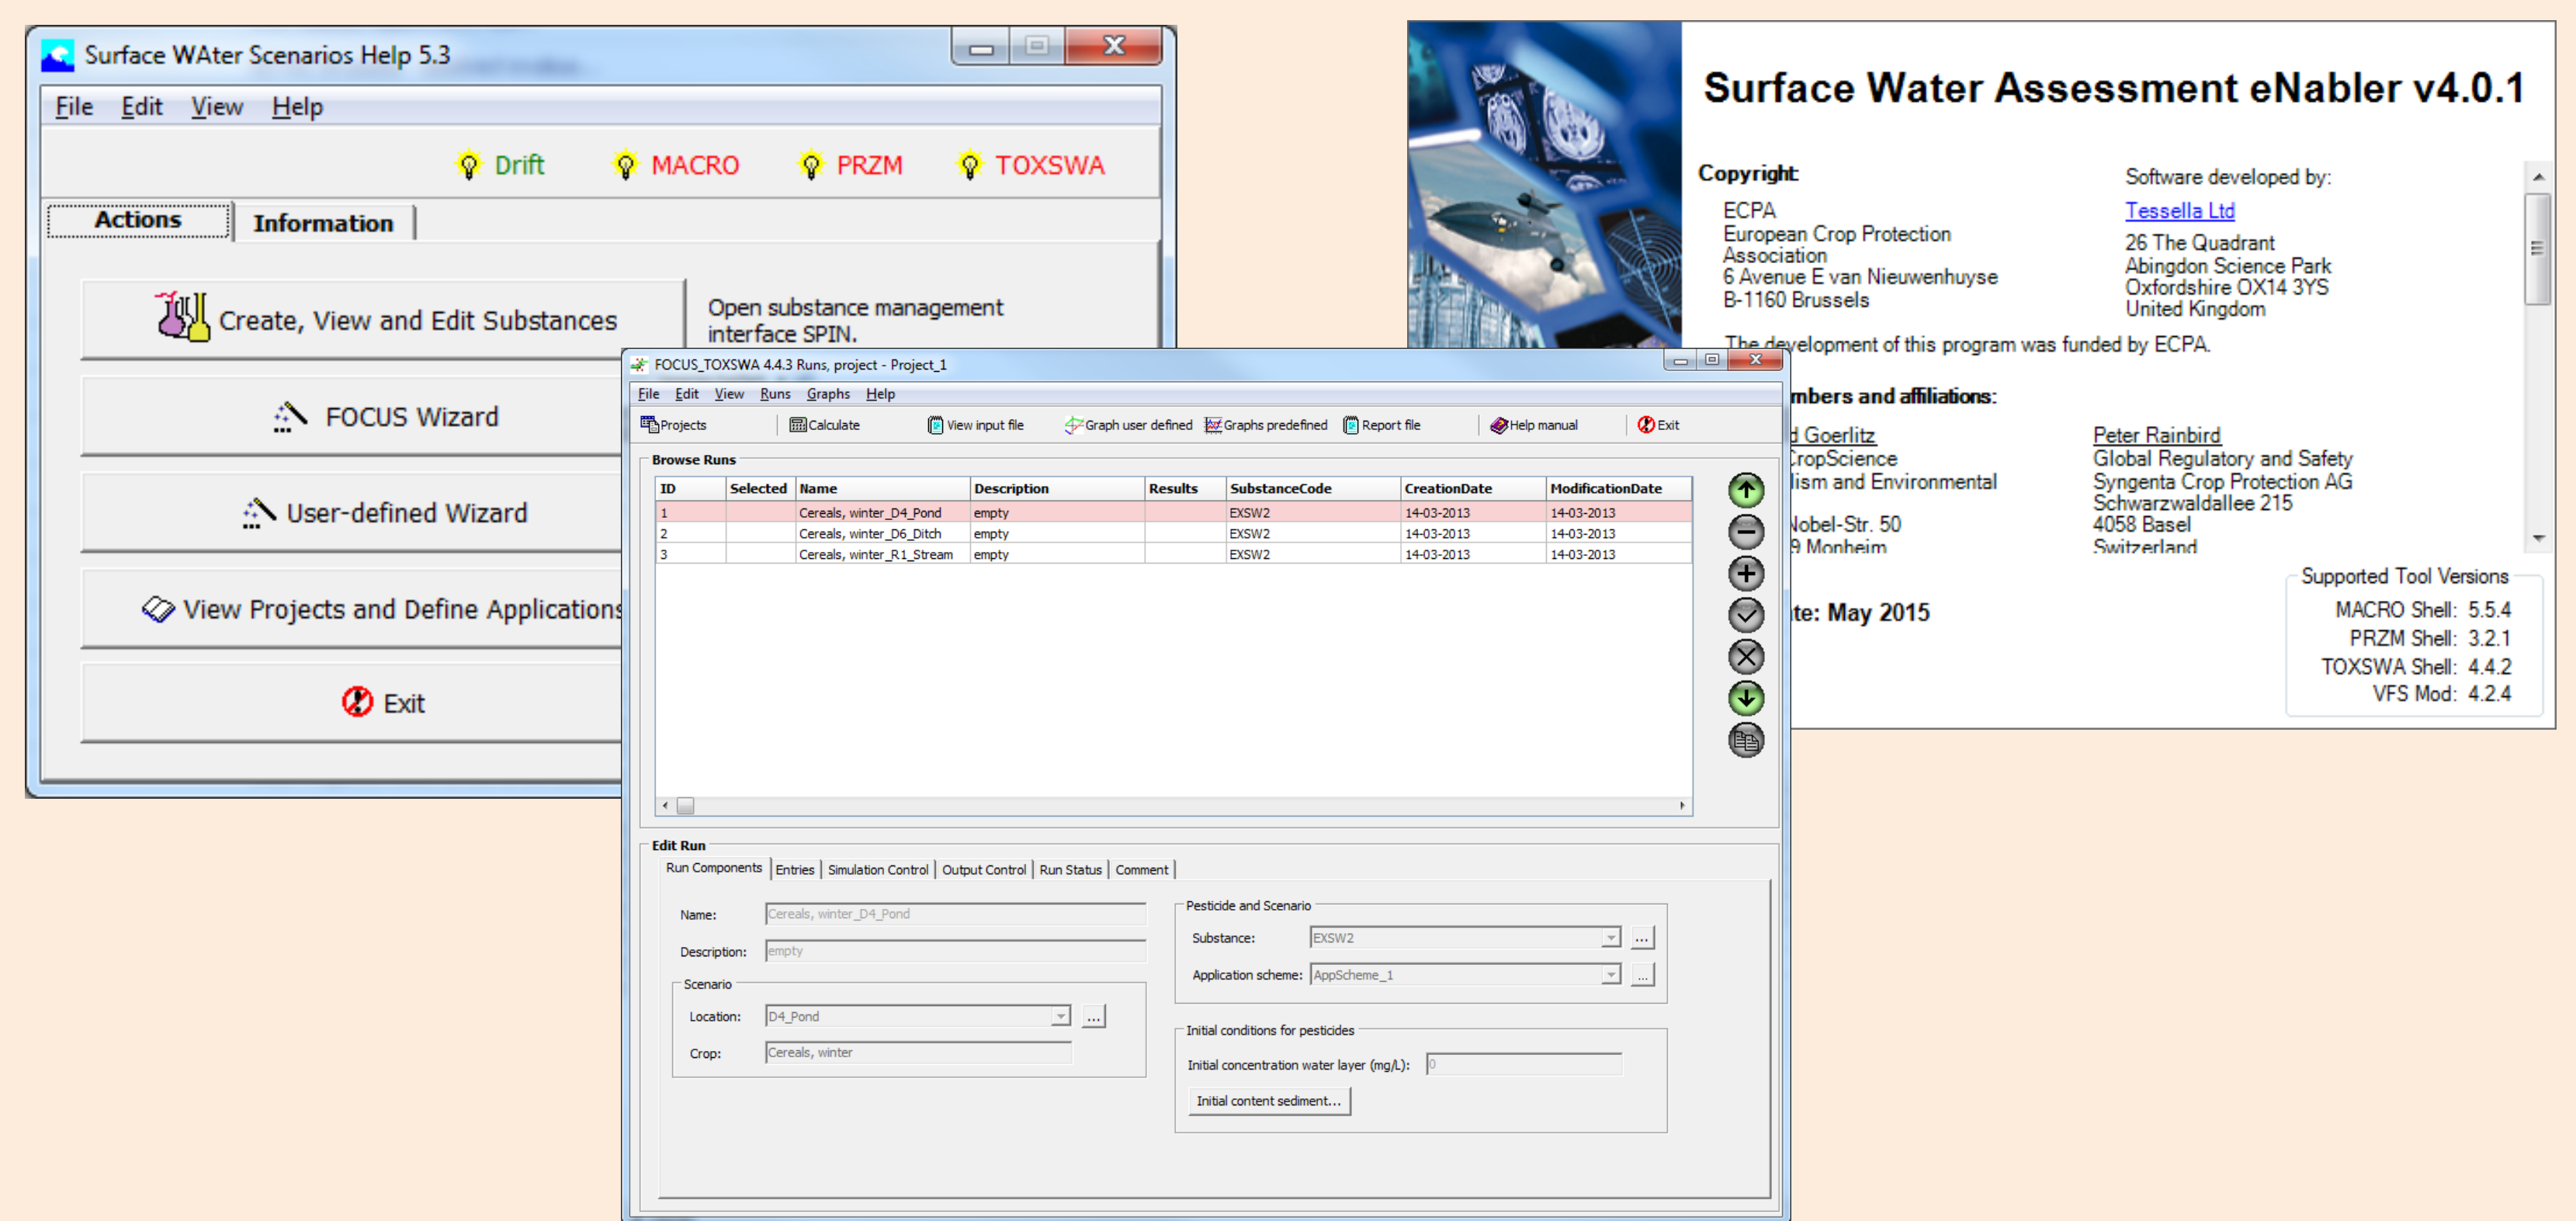 Surface WAter Scenarios Help 5.3
File Edit View Help
Drift MACRO PRZM TOXSWA
Actions Information
Create, View and Edit Substances
Open substance management
interface SPIN.
FOCUS Wizard
User-defined Wizard
View Projects and Define Applications
Exit
Surface Water Assessment eNabler v4.0.1
Copyright:
ECPA
European Crop Protection
Association
6 Avenue E van Nieuwenhuyse
B-1160 Brussels
Software developed by:
Tessella Ltd
26 The Quadrant
Abingdon Science Park
Oxfordshire OX14 3YS
United Kingdom
The development of this program was funded by ECPA.
mbers and affiliations:
d Goerlitz
CropScience
lism and Environmental
Nobel-Str. 50
9 Monheim
Peter Rainbird
Global Regulatory and Safety
Syngenta Crop Protection AG
Schwarzwaldallee 215
4058 Basel
Switzerland
te: May 2015
Supported Tool Versions
MACRO Shell: 5.5.4
PRZM Shell: 3.2.1
TOXSWA Shell: 4.4.2
VFS Mod: 4.2.4
FOCUS_TOXSWA 4.4.3 Runs, project - Project_1
File Edit View Runs Graphs Help
Projects Calculate View input file Graph user defined Graphs predefined Report file Help manual Exit
Browse Runs
ID Selected Name Description Results SubstanceCode CreationDate ModificationDate
1 Cereals, winter_D4_Pond empty EXSW2 14-03-2013 14-03-2013
2 Cereals, winter_D6_Ditch empty EXSW2 14-03-2013 14-03-2013
3 Cereals, winter_R1_Stream empty EXSW2 14-03-2013 14-03-2013
Edit Run
Run Components Entries Simulation Control Output Control Run Status Comment
Name: Cereals, winter_D4_Pond
Description: empty
Scenario
Location: D4_Pond ...
Crop: Cereals, winter
Pesticide and Scenario
Substance: EXSW2 ...
Application scheme: AppScheme_1 ...
Initial conditions for pesticides
Initial concentration water layer (mg/L): 0
Initial content sediment...